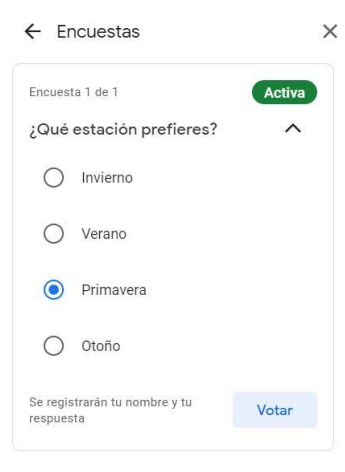 Encuestas
Encuesta 1 de 1
Activa
¿Qué estación prefieres?
Invierno
Verano
Primavera
Otoño
Se registrarán tu nombre y tu
respuesta
Votar